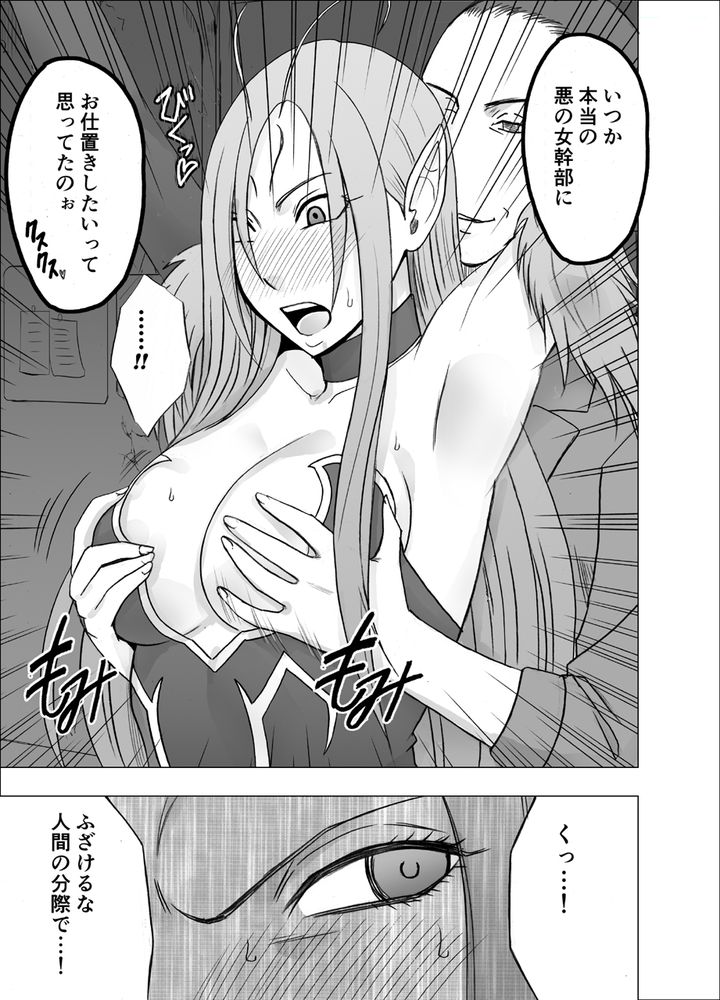 いつか
本当の
悪の女幹部に
お仕置きしたいって
思ってたのぉ
クスクス♥
びくっ♡
……!!
もみ
もみ
くっ…!
ふざけるな
人間の分際で…!